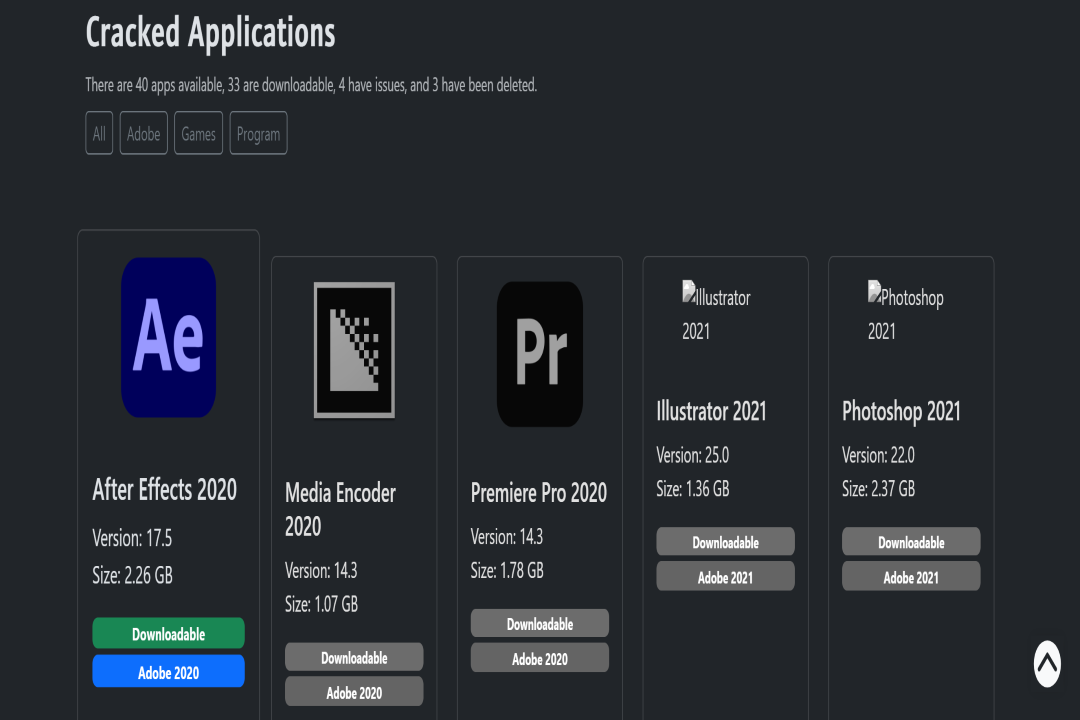 Cracked Applications
There are 40 apps available, 33 are downloadable, 4 have issues, and 3 have been deleted.
All
Adobe
Games
Program
Ae
After Effects 2020
Version: 17.5
Size: 2.26 GB
Downloadable
Adobe 2020
Media Encoder
2020
Version: 14.3
Size: 1.07 GB
Downloadable
Adobe 2020
Pr
Premiere Pro 2020
Version: 14.3
Size: 1.78 GB
Downloadable
Adobe 2020
Illustrator
2021
Illustrator 2021
Version: 25.0
Size: 1.36 GB
Downloadable
Adobe 2021
Photoshop
2021
Photoshop 2021
Version: 22.0
Size: 2.37 GB
Downloadable
Adobe 2021